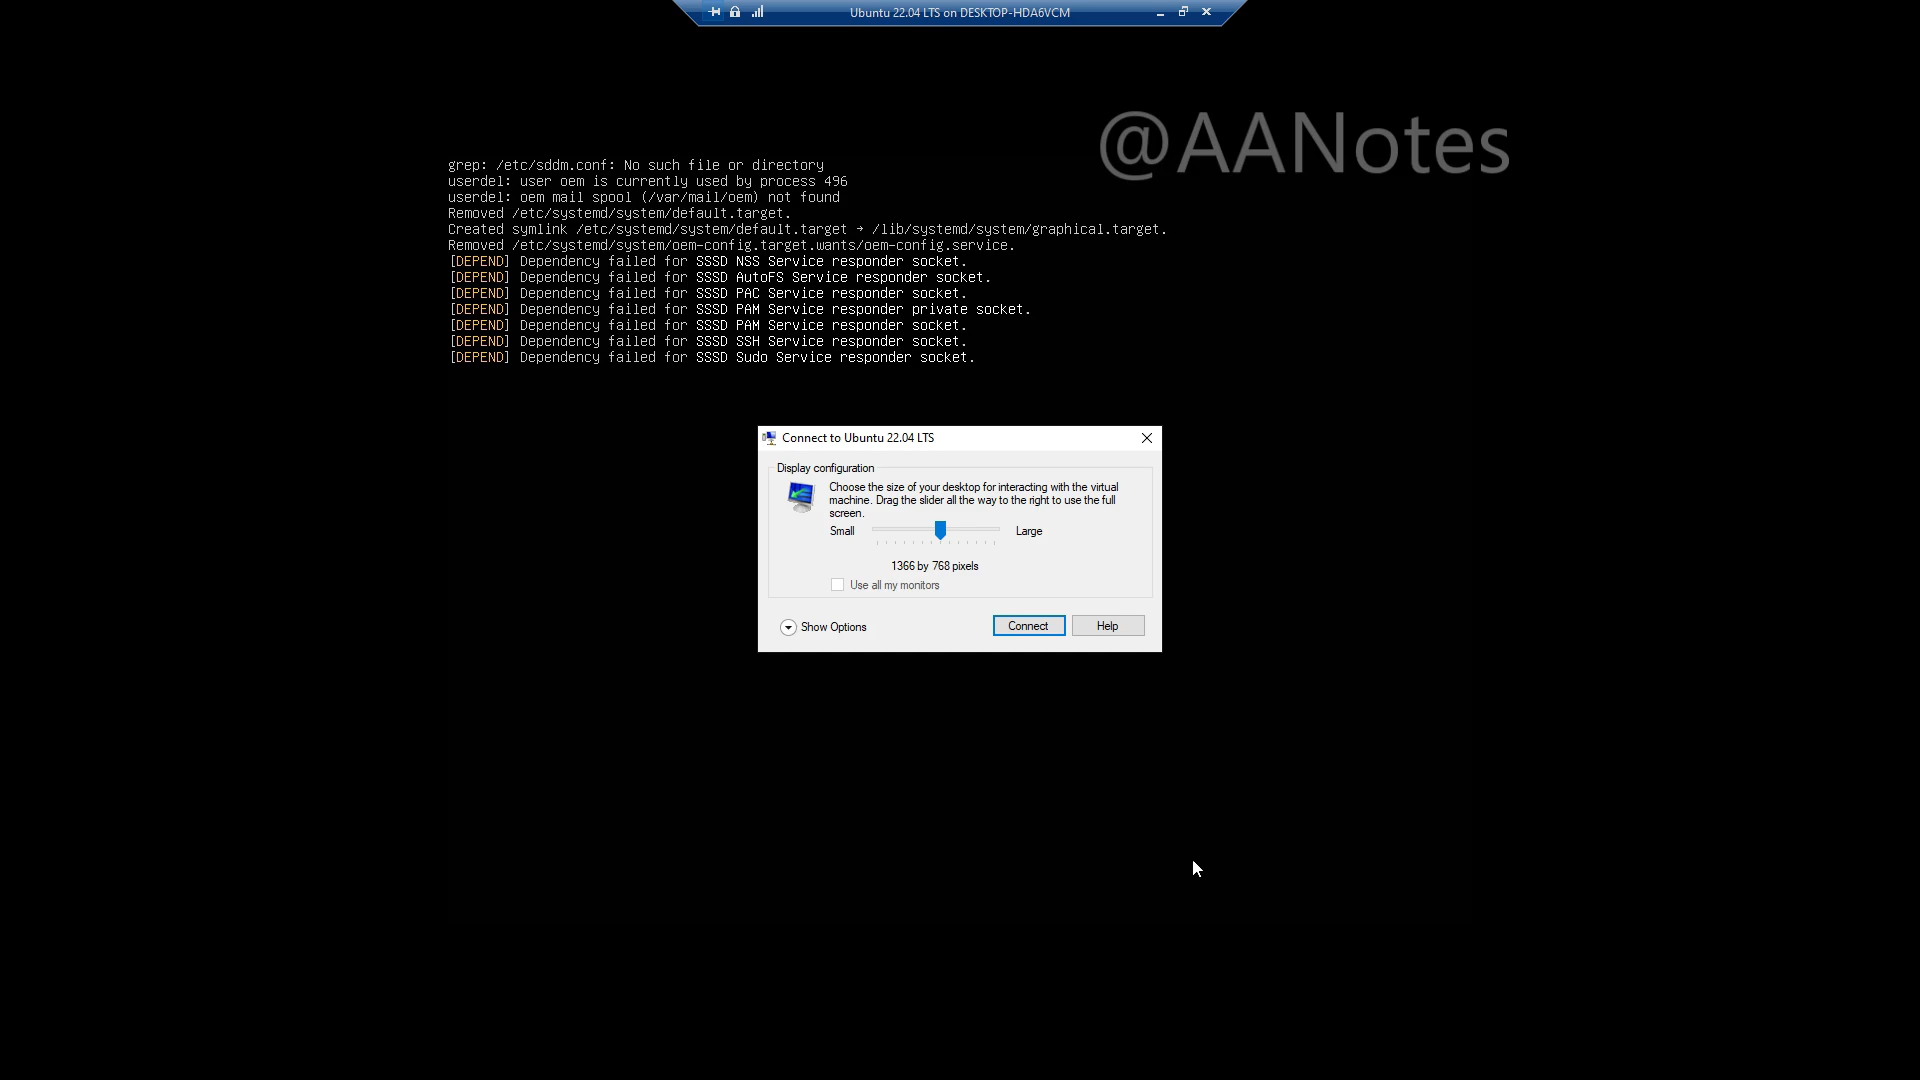 Ubuntu 22.04 LTS on DESKTOP-HDA6VCM
@AANotes
grep: /etc/sddm.conf: No such file or directory
userdel: user oem is currently used by process 496
userdel: oem mail spool (/var/mail/oem) not found
Removed /etc/systemd/system/default.target.
Created symlink /etc/systemd/system/default.target → /lib/systemd/system/graphical.target.
Removed /etc/systemd/system/oem-config.target.wants/oem-config.service.
[DEPEND] Dependency failed for SSSD NSS Service responder socket.
[DEPEND] Dependency failed for SSSD AutoFS Service responder socket.
[DEPEND] Dependency failed for SSSD PAC Service responder socket.
[DEPEND] Dependency failed for SSSD PAM Service responder private socket.
[DEPEND] Dependency failed for SSSD PAM Service responder socket.
[DEPEND] Dependency failed for SSSD SSH Service responder socket.
[DEPEND] Dependency failed for SSSD Sudo Service responder socket.
Connect to Ubuntu 22.04 LTS
Display configuration
Choose the size of your desktop for interacting with the virtual
machine. Drag the slider all the way to the right to use the full
screen.
Small Large
1366 by 768 pixels
Use all my monitors
Show Options Connect Help